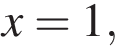 x = 1,